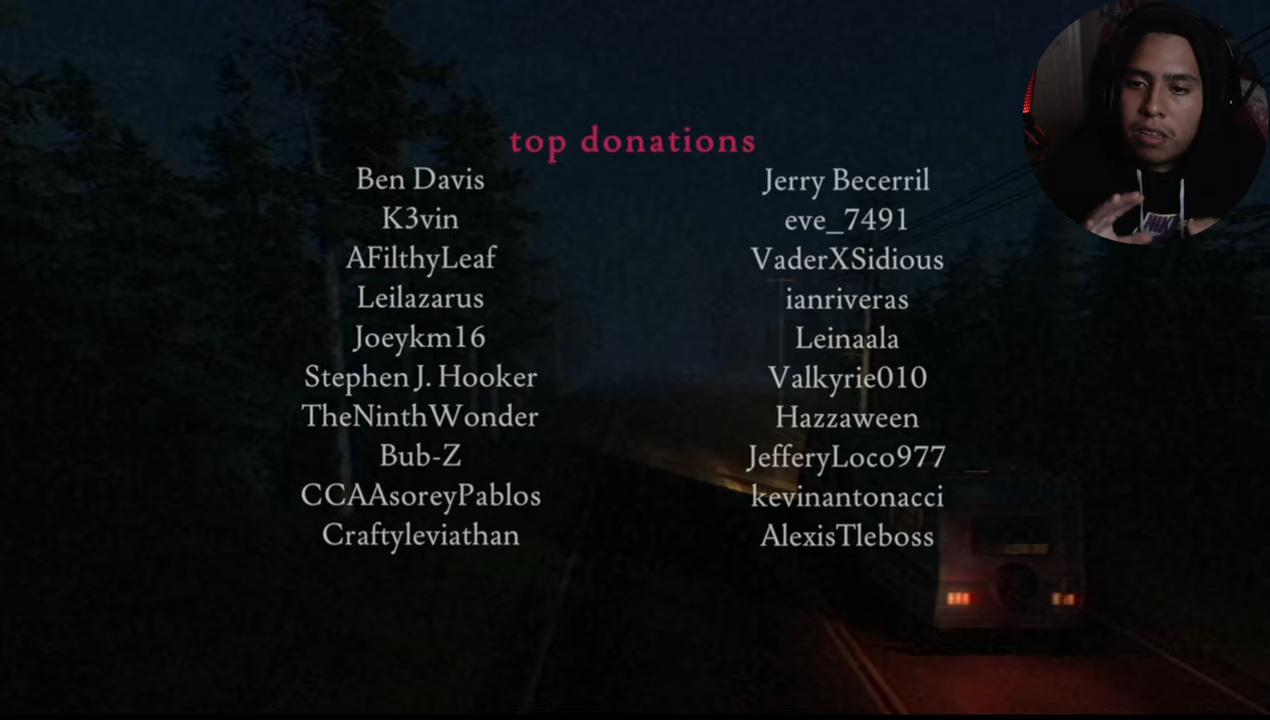 top donations
Ben Davis
K3vin
AFilthyLeaf
Leilazarus
Joeykm16
Stephen J. Hooker
TheNinthWonder
Bub-Z
CCAAsoreyPablos
Craftyleviathan
Jerry Becerril
eve_7491
VaderXSidious
ianriveras
Leinaala
Valkyrie010
Hazzaween
JefferyLoco977
kevinantonacci
AlexisTleboss
NIKE